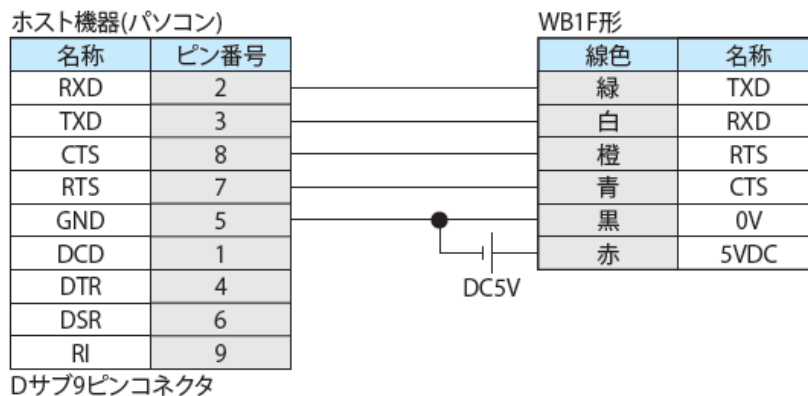 ホスト機器(パソコン) WB1F形
名称 ピン番号 線色 名称
RXD 2 緑 TXD
TXD 3 白 RXD
CTS 8 橙 RTS
RTS 7 青 CTS
GND 5 黒 0V
DCD 1 赤 5VDC
DTR 4 DC5V
DSR 6
RI 9
Dサブ9ピンコネクタ